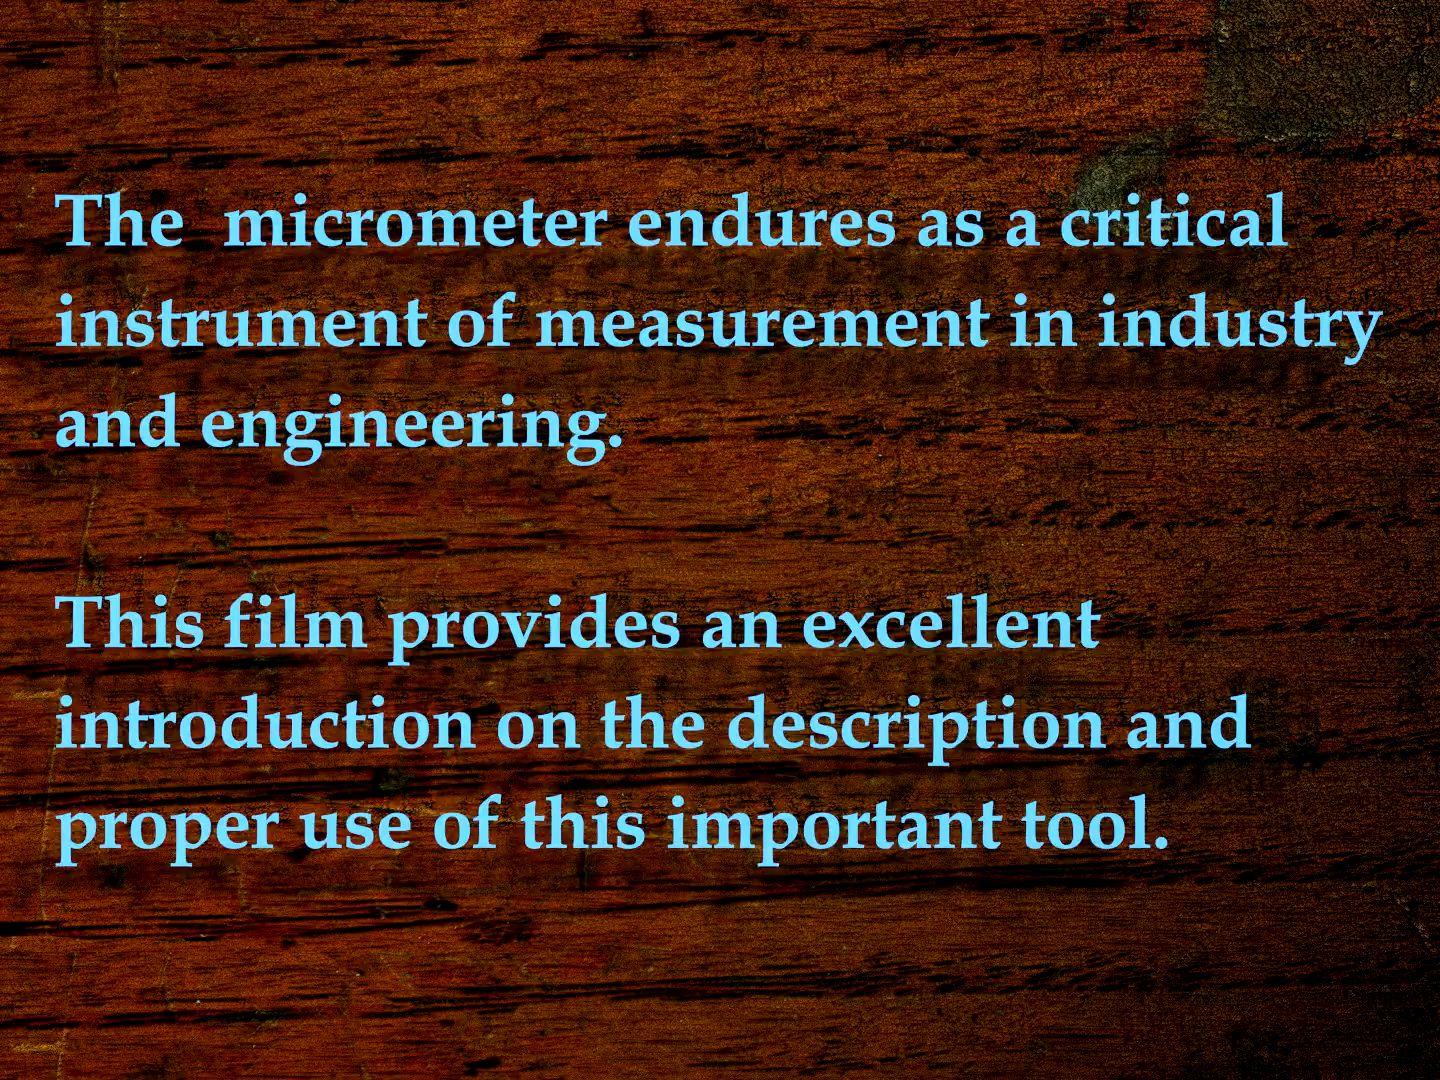 The  micrometer endures as a critical
instrument of measurement in industry
and engineering.
This film provides an excellent
introduction on the description and
proper use of this important tool.